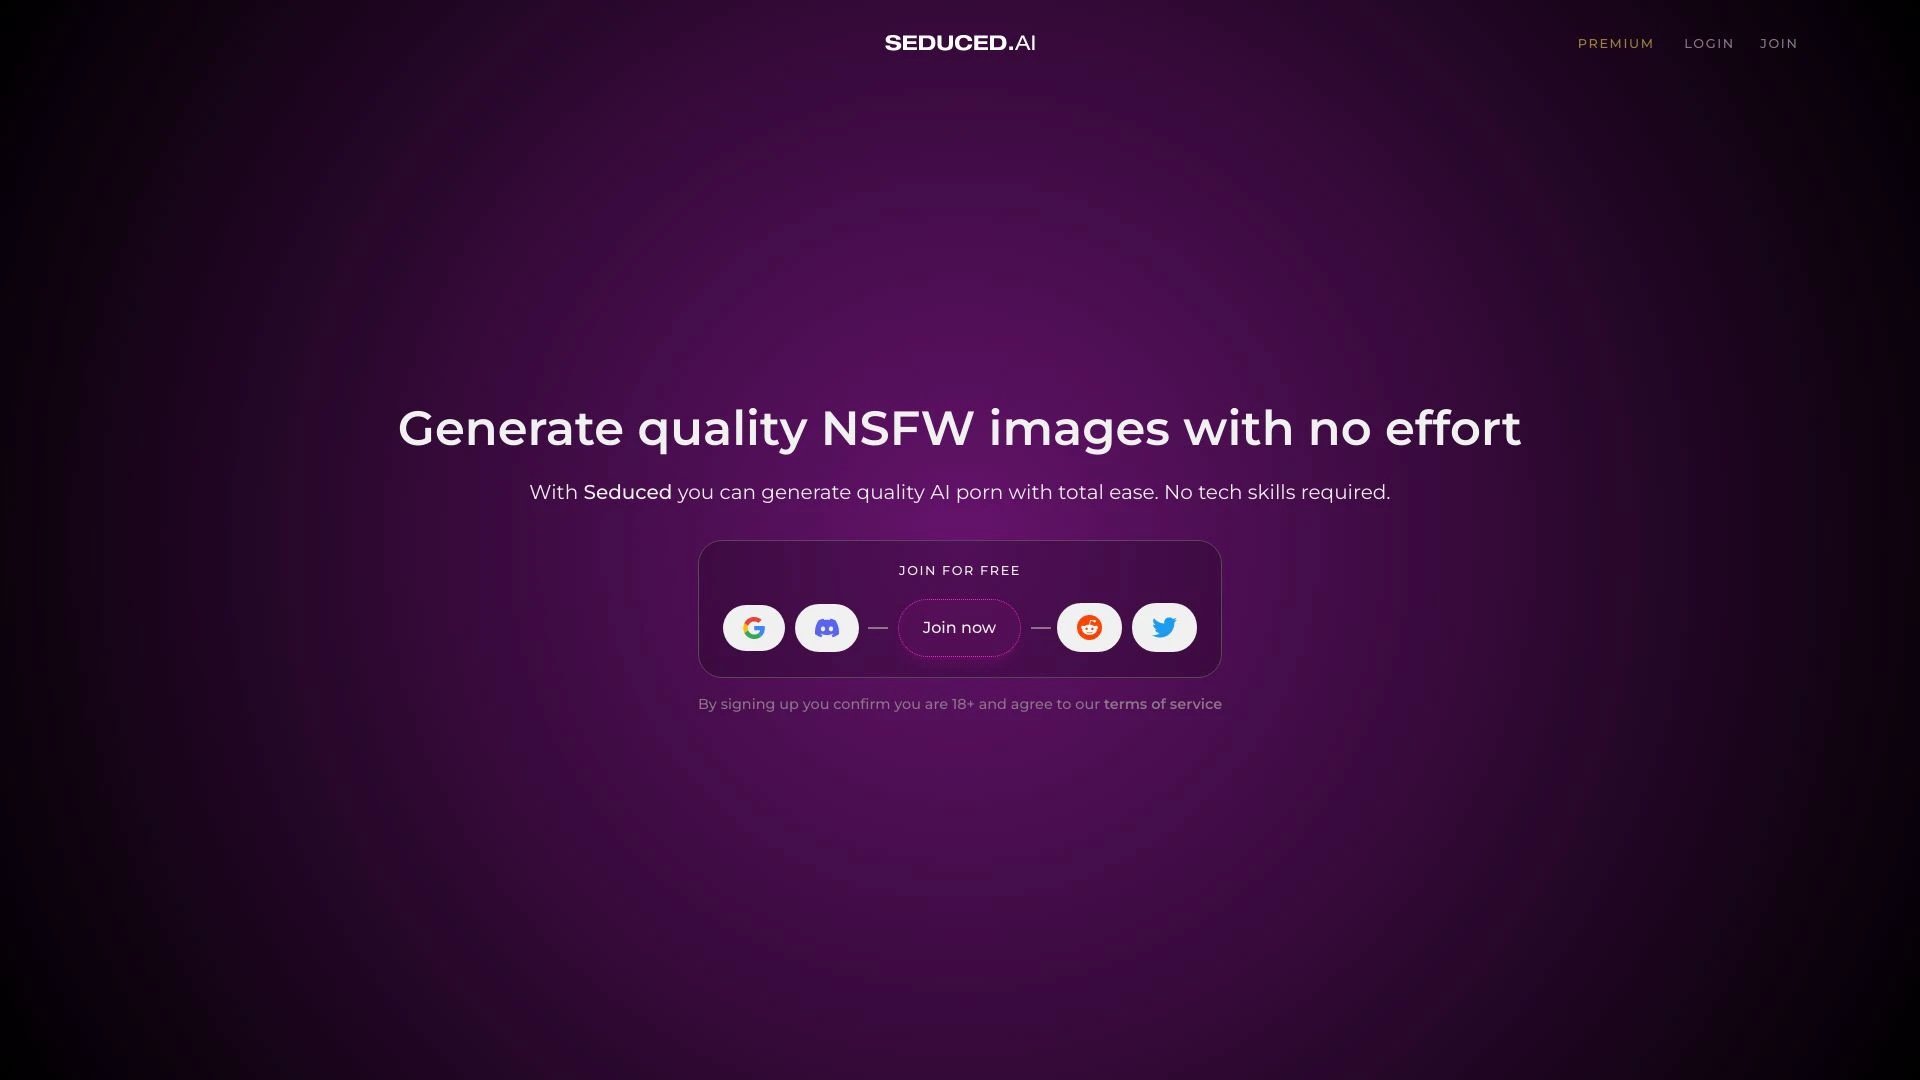 SEDUCED.AI
PREMIUM LOGIN JOIN
Generate quality NSFW images with no effort
With Seduced you can generate quality AI porn with total ease. No tech skills required.
JOIN FOR FREE
Join now
By signing up you confirm you are 18+ and agree to our terms of service